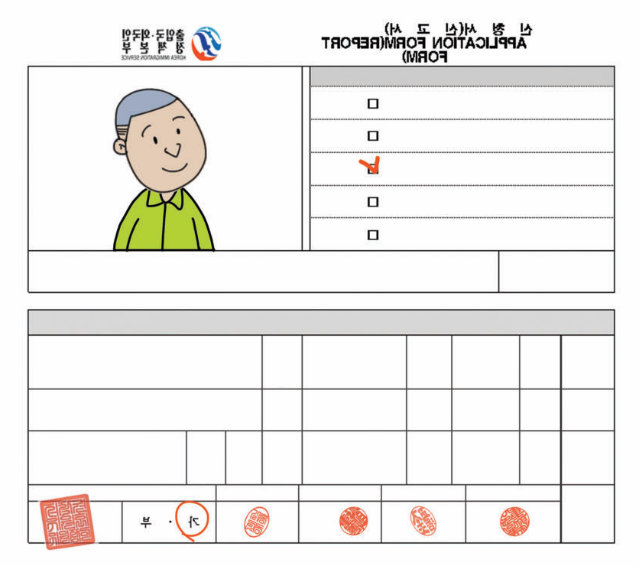 신 청 서(신 고 서)
APPLICATION FORM(REPORT
FORM)
출입국·외국인
정 책 본 부
KOREA IMMIGRATION SERVICE
가 · 부